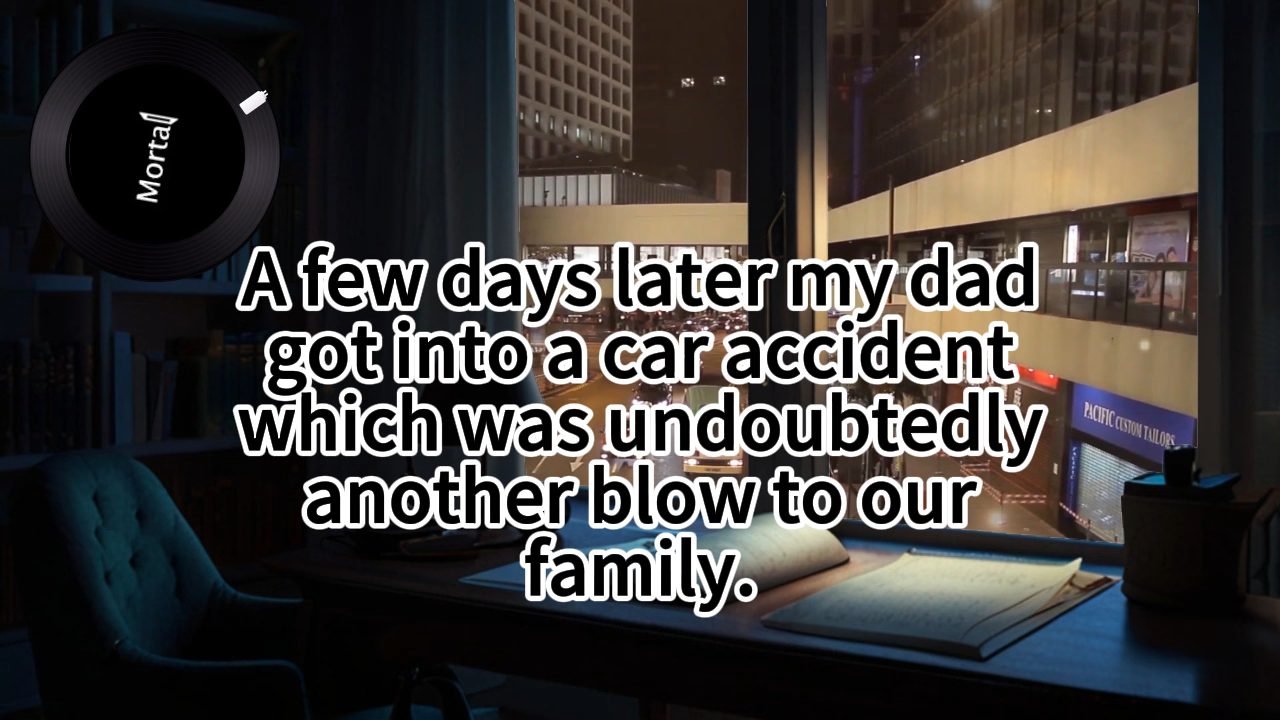 Mortal
A few days later my dad
got into a car accident
which was undoubtedly
another blow to our
family.
PACIFIC CUSTOM TAILORS